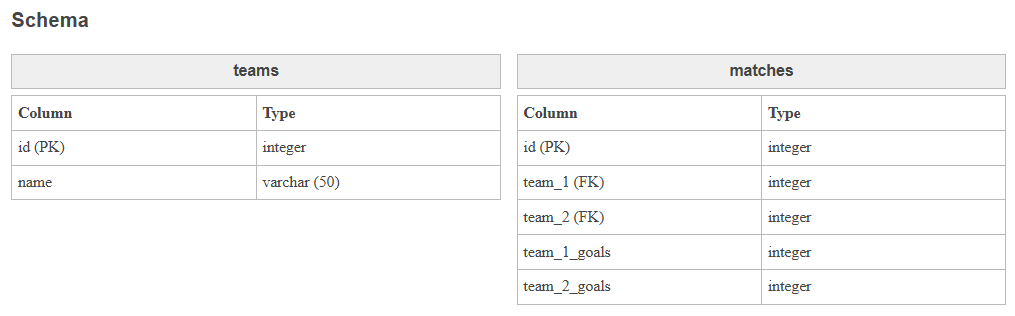 Schema
teams
Column Type
id (PK) integer
name varchar (50)
matches
Column Type
id (PK) integer
team_1 (FK) integer
team_2 (FK) integer
team_1_goals integer
team_2_goals integer